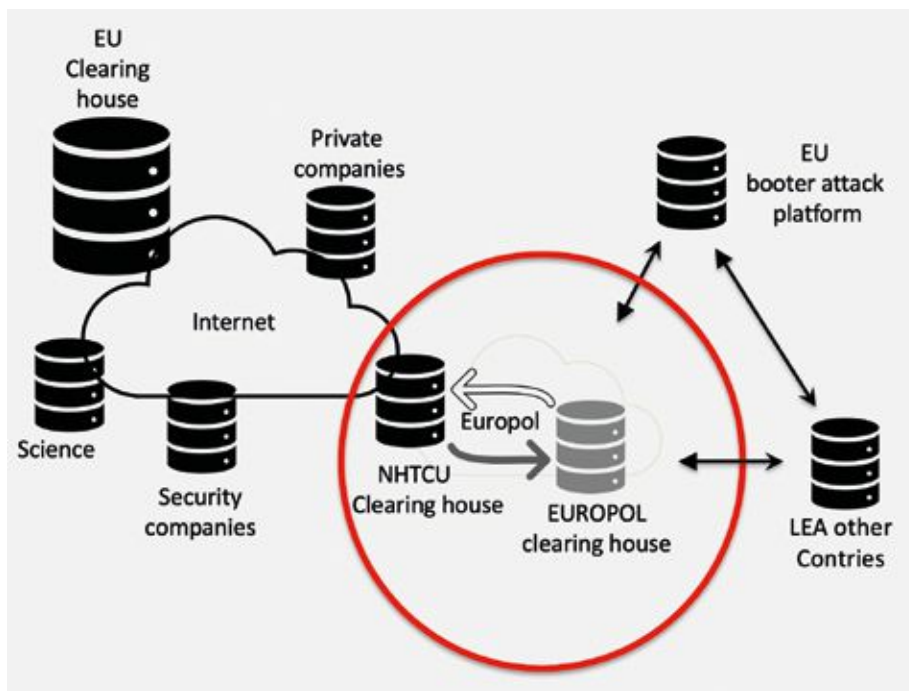 EU
Clearing
house
Private
companies
EU
booter attack
platform
Internet
Science
Security
companies
Europol
NHTCU
Clearing house
EUROPOL
clearing house
LEA other
Contries